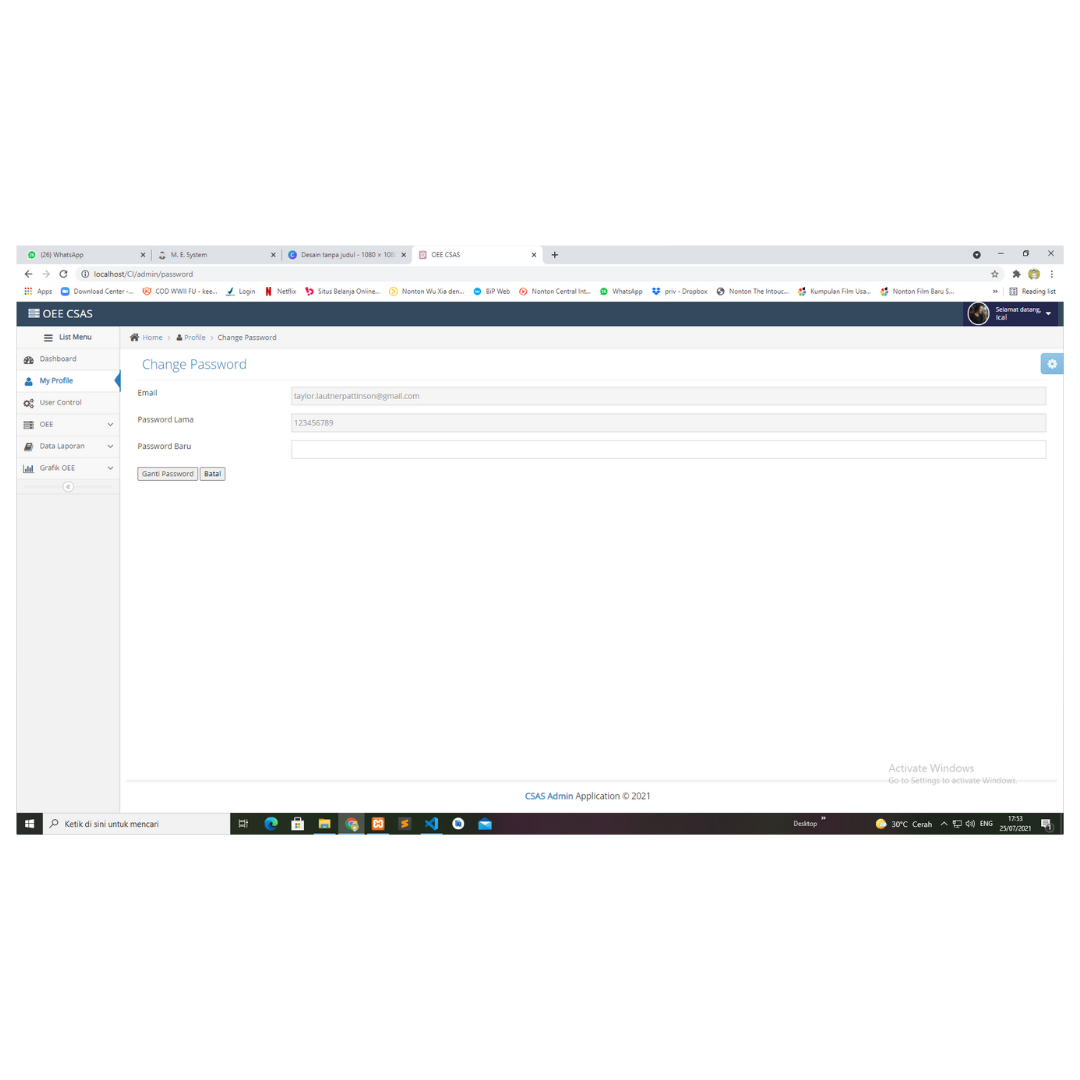 (26) WhatsApp
M. E. System
Desain tanpa judul - 1080 × 108
OEE CSAS
localhost/CI/admin/password
Apps Download Center -... COD WWII FU - kee... Login Netflix Situs Belanja Online... Nonton Wu Xia den... BiP Web Nonton Central Int... WhatsApp priv - Dropbox Nonton The Intouc... Kumpulan Film Usa... Nonton Film Baru S... » Reading list
OEE CSAS
Selamat datang,
Ical
List Menu
Home > Profile > Change Password
Dashboard
My Profile
User Control
OEE
Data Laporan
Grafik OEE
Change Password
Email
taylor.lautnerpattinson@gmail.com
Password Lama
123456789
Password Baru
Ganti Password Batal
Activate Windows
Go to Settings to activate Windows.
CSAS Admin Application © 2021
Ketik di sini untuk mencari
Desktop »
30°C Cerah
ENG
17:53
25/07/2021
1